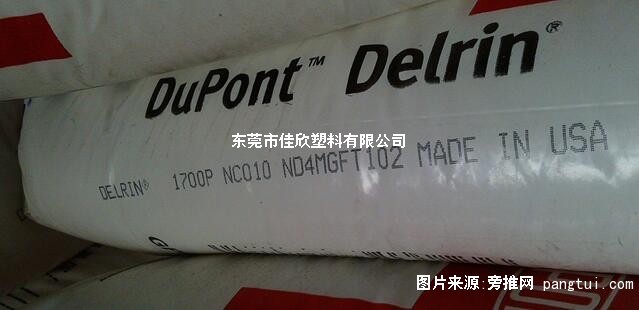 DuPont™ Delrin®
东莞市佳欣塑料有限公司
DELRIN® 1700P NC010 ND4MGFT102 MADE IN USA
图片来源:旁推网 pangtui.com